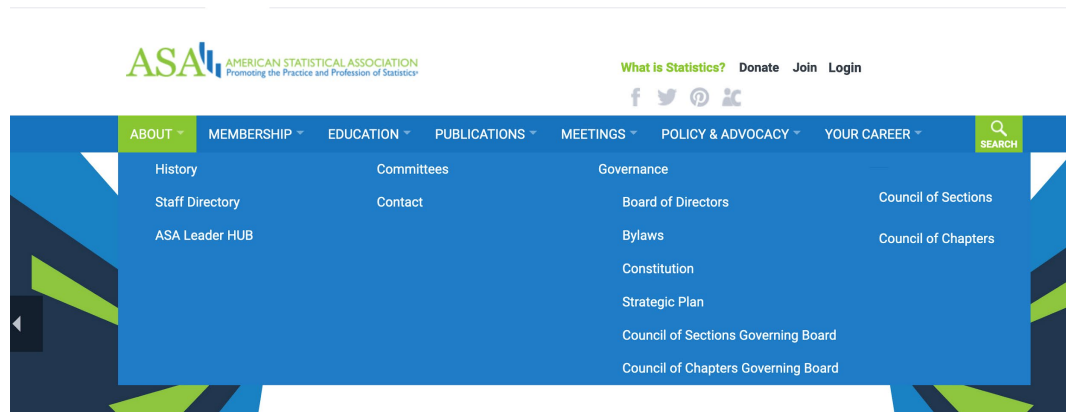 ASA AMERICAN STATISTICAL ASSOCIATION
Promoting the Practice and Profession of Statistics®
What is Statistics? Donate Join Login
ABOUT MEMBERSHIP EDUCATION PUBLICATIONS MEETINGS POLICY & ADVOCACY YOUR CAREER SEARCH
History
Staff Directory
ASA Leader HUB
Committees
Contact
Governance
Board of Directors
Bylaws
Constitution
Strategic Plan
Council of Sections Governing Board
Council of Chapters Governing Board
Council of Sections
Council of Chapters